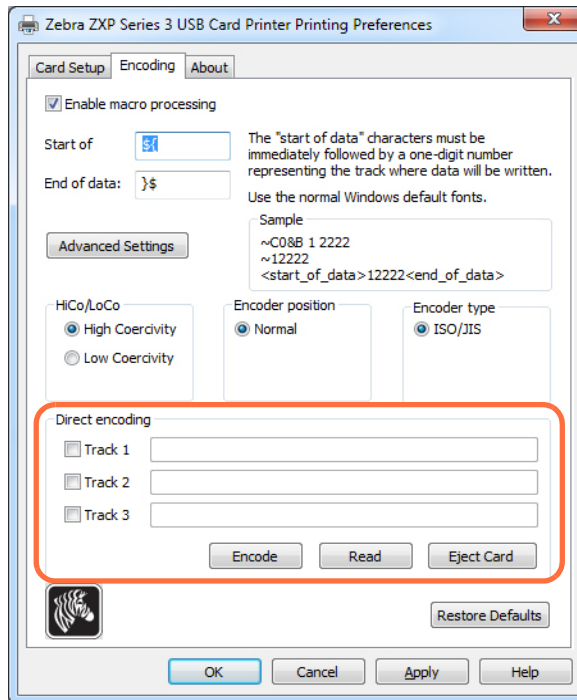 Zebra ZXP Series 3 USB Card Printer Printing Preferences
Card Setup Encoding About
Enable macro processing
Start of ${
The "start of data" characters must be
immediately followed by a one-digit number
representing the track where data will be written.
End of data: }$
Use the normal Windows default fonts.
Advanced Settings
Sample
~C0&B 1 2222
~12222
<start_of_data>12222<end_of_data>
HiCo/LoCo Encoder position Encoder type
High Coercivity Normal ISO/JIS
Low Coercivity
Direct encoding
Track 1
Track 2
Track 3
Encode Read Eject Card
Restore Defaults
OK Cancel Apply Help